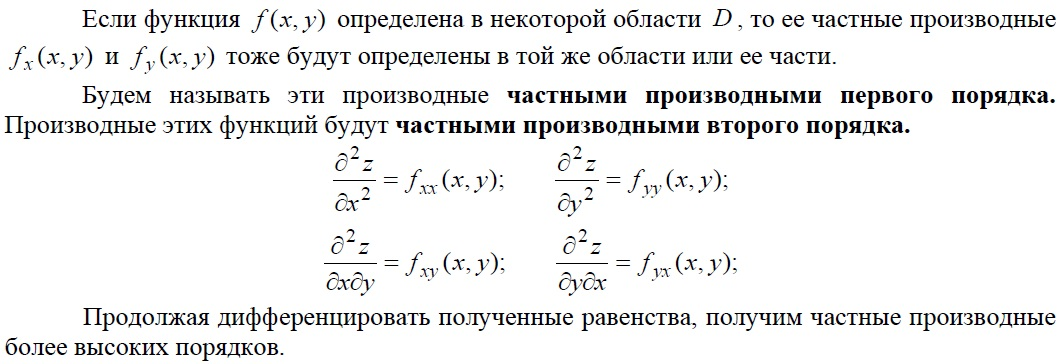 Если функция f(x, y) определена в некоторой области D, то ее частные производные
fₓ(x, y) и f_y(x, y) тоже будут определены в той же области или ее части.
Будем называть эти производные частными производными первого порядка.
Производные этих функций будут частными производными второго порядка.
∂²z/∂x² = f_xx(x, y); ∂²z/∂y² = f_yy(x, y);
∂²z/∂x∂y = f_xy(x, y); ∂²z/∂y∂x = f_yx(x, y);
Продолжая дифференцировать полученные равенства, получим частные производные
более высоких порядков.